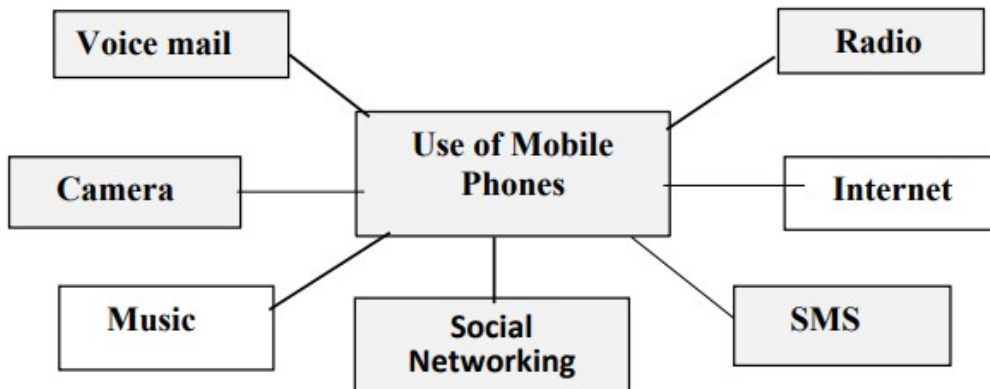 Voice mail
Radio
Use of Mobile
Phones
Camera
Internet
Music
Social
Networking
SMS